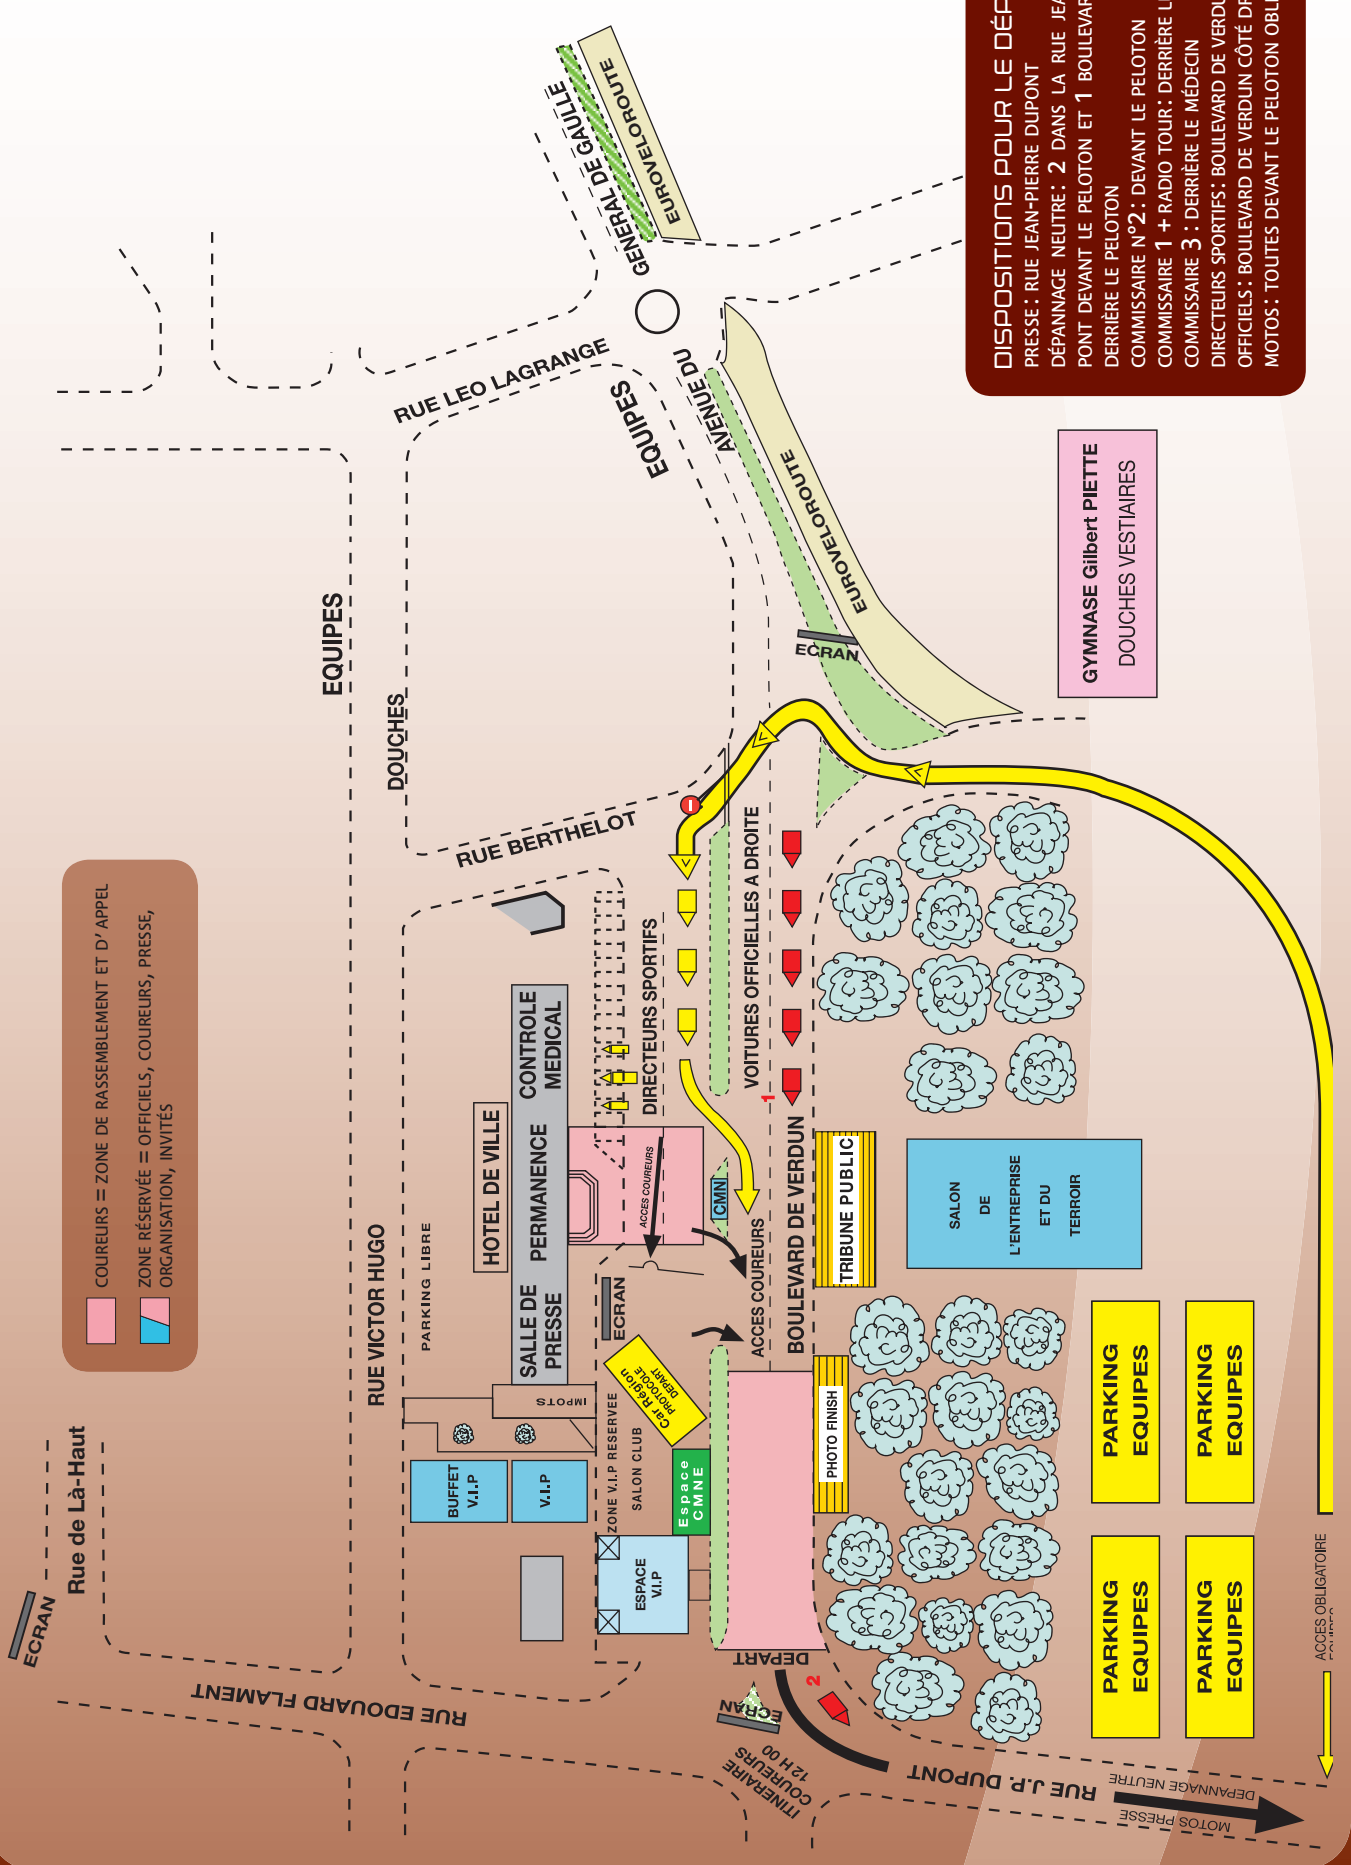 COUREURS = ZONE DE RASSEMBLEMENT ET D'APPEL
ZONE RÉSERVÉE = OFFICIELS, COUREURS, PRESSE,
ORGANISATION, INVITÉS
ECRAN
Rue de Là-Haut
RUE EDOUARD FLAMENT
RUE VICTOR HUGO
EQUIPES
DOUCHES
PARKING LIBRE
RUE BERTHELOT
RUE LEO LAGRANGE
EQUIPES
AVENUE DU
GENERAL DE GAULLE
EUROVELOROUTE
EUROVELOROUTE
ECRAN
HOTEL DE VILLE
SALLE DE
PRESSE
PERMANENCE
CONTROLE
MEDICAL
IMPOTS
BUFFET
V.I.P
V.I.P
ZONE V.I.P RESERVEE
SALON CLUB
ESPACE
V.I.P
Espace
CMNE
Car Région
PROTOCOLE
DEPART
ECRAN
ACCES COUREURS
DIRECTEURS SPORTIFS
CMN
ACCES COUREURS
VOITURES OFFICIELLES A DROITE
1
BOULEVARD DE VERDUN
TRIBUNE PUBLIC
PHOTO FINISH
DEPART
2
ECRAN
ITINERAIRE
COUREURS
12 H 00
RUE J.P. DUPONT
DEPANNAGE NEUTRE
MOTOS PRESSE
SALON
DE
L'ENTREPRISE
ET DU
TERROIR
PARKING
EQUIPES
PARKING
EQUIPES
PARKING
EQUIPES
PARKING
EQUIPES
ACCES OBLIGATOIRE
GYMNASE Gilbert PIETTE
DOUCHES VESTIAIRES
DISPOSITIONS POUR LE DÉ
PRESSE : RUE JEAN-PIERRE DUPONT
DÉPANNAGE NEUTRE : 2 DANS LA RUE JEA
PONT DEVANT LE PELOTON ET 1 BOULEVAR
DERRIÈRE LE PELOTON
COMMISSAIRE N°2 : DEVANT LE PELOTON
COMMISSAIRE 1 + RADIO TOUR : DERRIÈRE L
COMMISSAIRE 3 : DERRIÈRE LE MÉDECIN
DIRECTEURS SPORTIFS : BOULEVARD DE VERDU
OFFICIELS : BOULEVARD DE VERDUN CÔTÉ DR
MOTOS : TOUTES DEVANT LE PELOTON OBLI